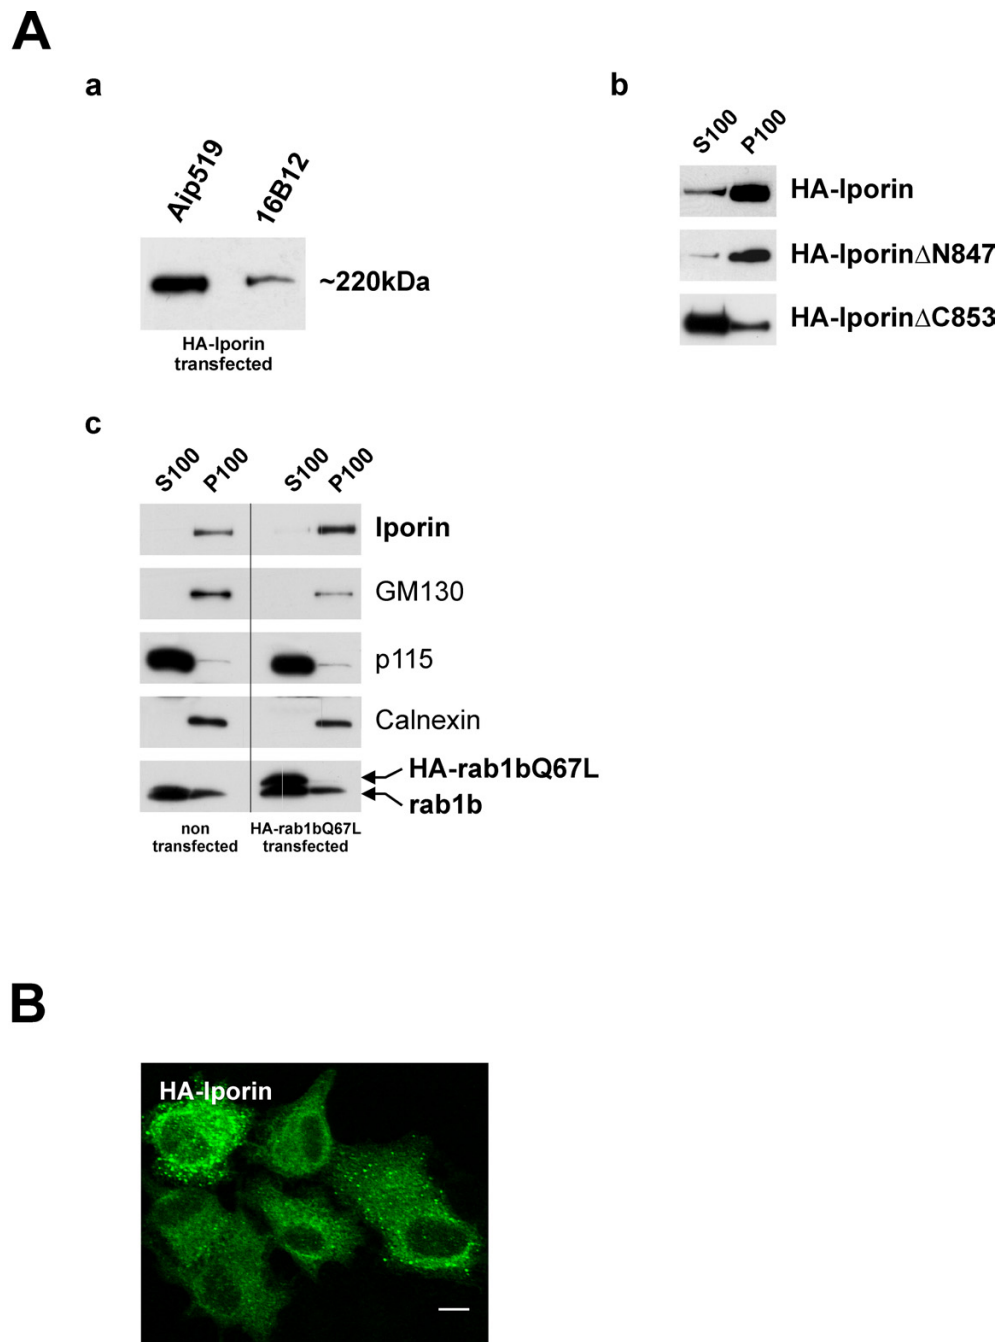 A
a
b
Aip519
16B12
~220kDa
HA-Iporin
transfected
S100
P100
HA-Iporin
HA-IporinΔN847
HA-IporinΔC853
c
S100
P100
S100
P100
Iporin
GM130
p115
Calnexin
HA-rab1bQ67L
rab1b
non
transfected
HA-rab1bQ67L
transfected
B
HA-Iporin